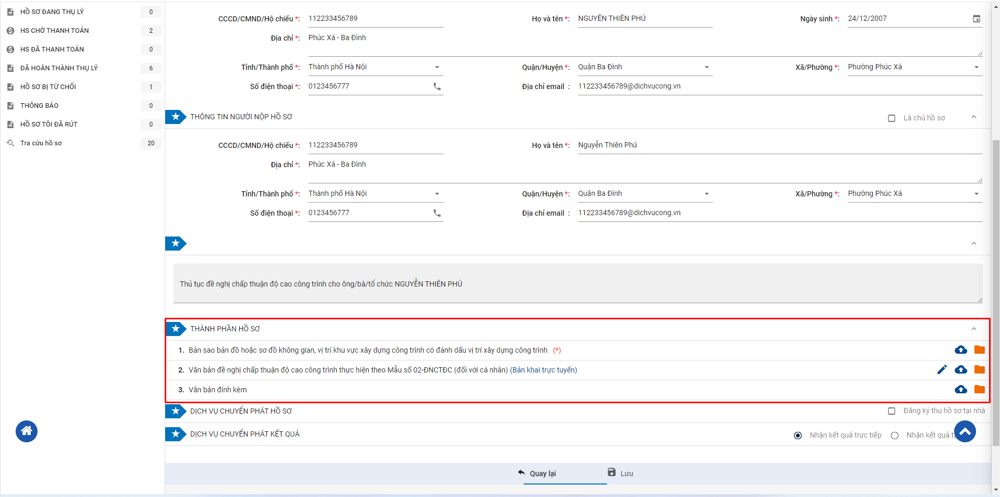 HỒ SƠ ĐANG THỤ LÝ 0
HS CHỜ THANH TOÁN 2
HS ĐÃ THANH TOÁN 0
ĐÃ HOÀN THÀNH THỤ LÝ 6
HỒ SƠ BỊ TỪ CHỐI 1
THÔNG BÁO 0
HỒ SƠ TÔI ĐÃ RÚT 0
Tra cứu hồ sơ 20
CCCD/CMND/Hộ chiếu *: 112233456789 Họ và tên *: NGUYỄN THIÊN PHÚ Ngày sinh *: 24/12/2007
Địa chỉ *: Phúc Xá - Ba Đình
Tỉnh/Thành phố *: Thành phố Hà Nội Quận/Huyện *: Quận Ba Đình Xã/Phường *: Phường Phúc Xá
Số điện thoại *: 0123456777 Địa chỉ email : 112233456789@dichvucong.vn
THÔNG TIN NGƯỜI NỘP HỒ SƠ Là chủ hồ sơ
CCCD/CMND/Hộ chiếu *: 112233456789 Họ và tên *: Nguyễn Thiên Phú
Địa chỉ *: Phúc Xá - Ba Đình
Tỉnh/Thành phố *: Thành phố Hà Nội Quận/Huyện *: Quận Ba Đình Xã/Phường *: Phường Phúc Xá
Số điện thoại *: 0123456777 Địa chỉ email : 112233456789@dichvucong.vn
Thủ tục đề nghị chấp thuận độ cao công trình cho ông/bà/tổ chức NGUYỄN THIÊN PHÚ
THÀNH PHẦN HỒ SƠ
1. Bản sao bản đồ hoặc sơ đồ không gian, vị trí khu vực xây dựng công trình có đánh dấu vị trí xây dựng công trình (*)
2. Văn bản đề nghị chấp thuận độ cao công trình thực hiện theo Mẫu số 02-ĐNCTĐC (đối với cá nhân) (Bản khai trực tuyến)
3. Văn bản đính kèm
DỊCH VỤ CHUYỂN PHÁT HỒ SƠ Đăng ký thu hồ sơ tại nhà
DỊCH VỤ CHUYỂN PHÁT KẾT QUẢ Nhận kết quả trực tiếp Nhận kết quả
Quay lại Lưu